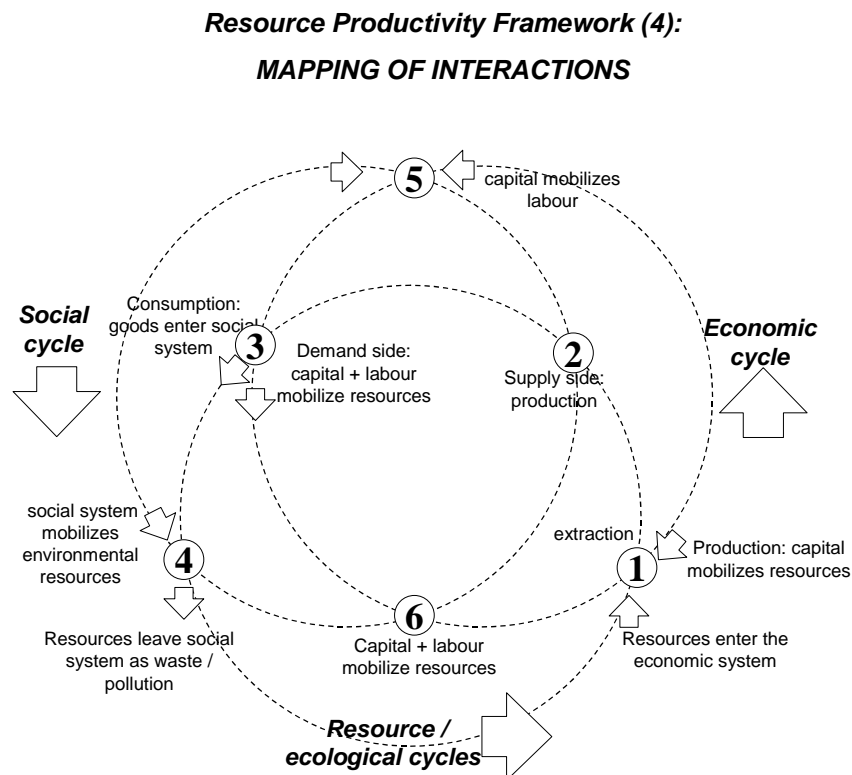 Resource Productivity Framework (4):
MAPPING OF INTERACTIONS
5
capital mobilizes
labour
Social
cycle
Consumption:
goods enter social
system
3
Demand side:
capital + labour
mobilize resources
2
Supply side:
production
Economic
cycle
social system
mobilizes
environmental
resources
4
extraction
1
Production: capital
mobilizes resources
Resources leave social
system as waste /
pollution
6
Capital + labour
mobilize resources
Resources enter the
economic system
Resource /
ecological cycles